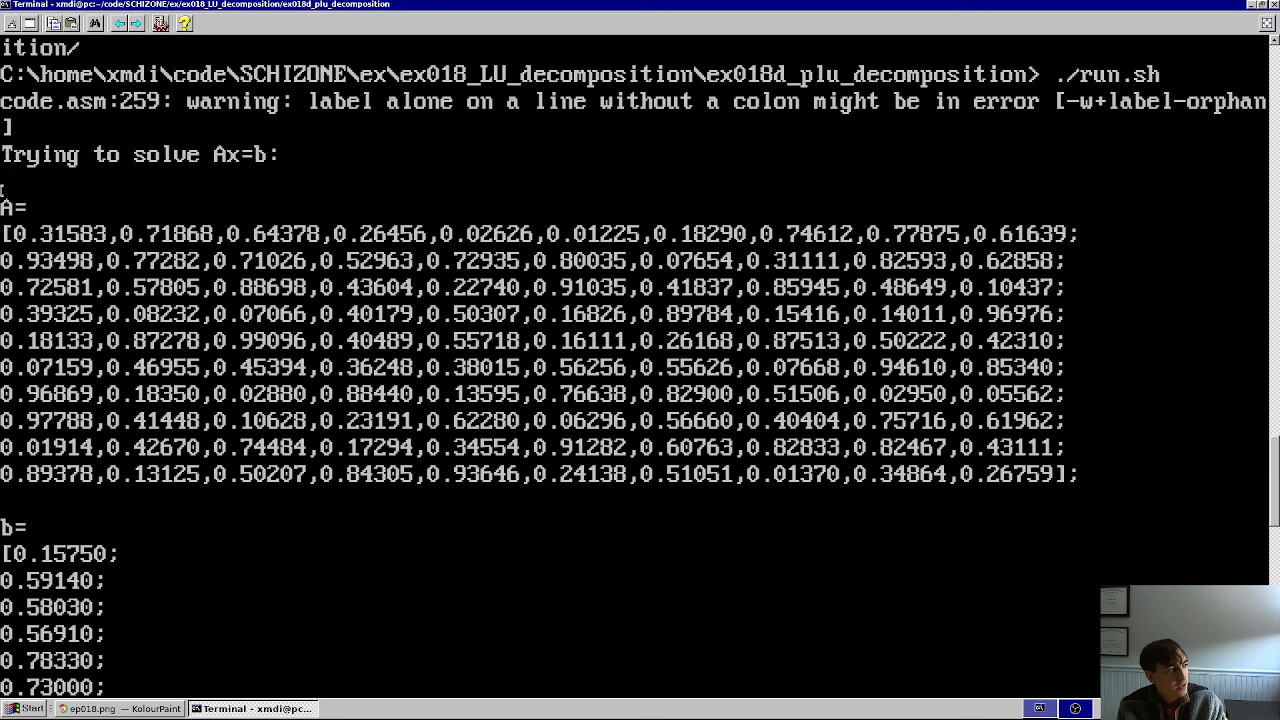 Terminal - xmdi@pc:~/code/SCHIZONE/ex/ex018_LU_decomposition/ex018d_plu_decomposition
ition/
C:\home\xmdi\code\SCHIZONE\ex\ex018_LU_decomposition\ex018d_plu_decomposition> ./run.sh
code.asm:259: warning: label alone on a line without a colon might be in error [-w+label-orphan
]
Trying to solve Ax=b:
A=
[0.31583,0.71868,0.64378,0.26456,0.02626,0.01225,0.18290,0.74612,0.77875,0.61639;
0.93498,0.77282,0.71026,0.52963,0.72935,0.80035,0.07654,0.31111,0.82593,0.62858;
0.72581,0.57805,0.88698,0.43604,0.22740,0.91035,0.41837,0.85945,0.48649,0.10437;
0.39325,0.08232,0.07066,0.40179,0.50307,0.16826,0.89784,0.15416,0.14011,0.96976;
0.18133,0.87278,0.99096,0.40489,0.55718,0.16111,0.26168,0.87513,0.50222,0.42310;
0.07159,0.46955,0.45394,0.36248,0.38015,0.56256,0.55626,0.07668,0.94610,0.85340;
0.96869,0.18350,0.02880,0.88440,0.13595,0.76638,0.82900,0.51506,0.02950,0.05562;
0.97788,0.41448,0.10628,0.23191,0.62280,0.06296,0.56660,0.40404,0.75716,0.61962;
0.01914,0.42670,0.74484,0.17294,0.34554,0.91282,0.60763,0.82833,0.82467,0.43111;
0.89378,0.13125,0.50207,0.84305,0.93646,0.24138,0.51051,0.01370,0.34864,0.26759];
b=
[0.15750;
0.59140;
0.58030;
0.56910;
0.78330;
0.73000;
Start
ep018.png — KolourPaint
Terminal - xmdi@pc...